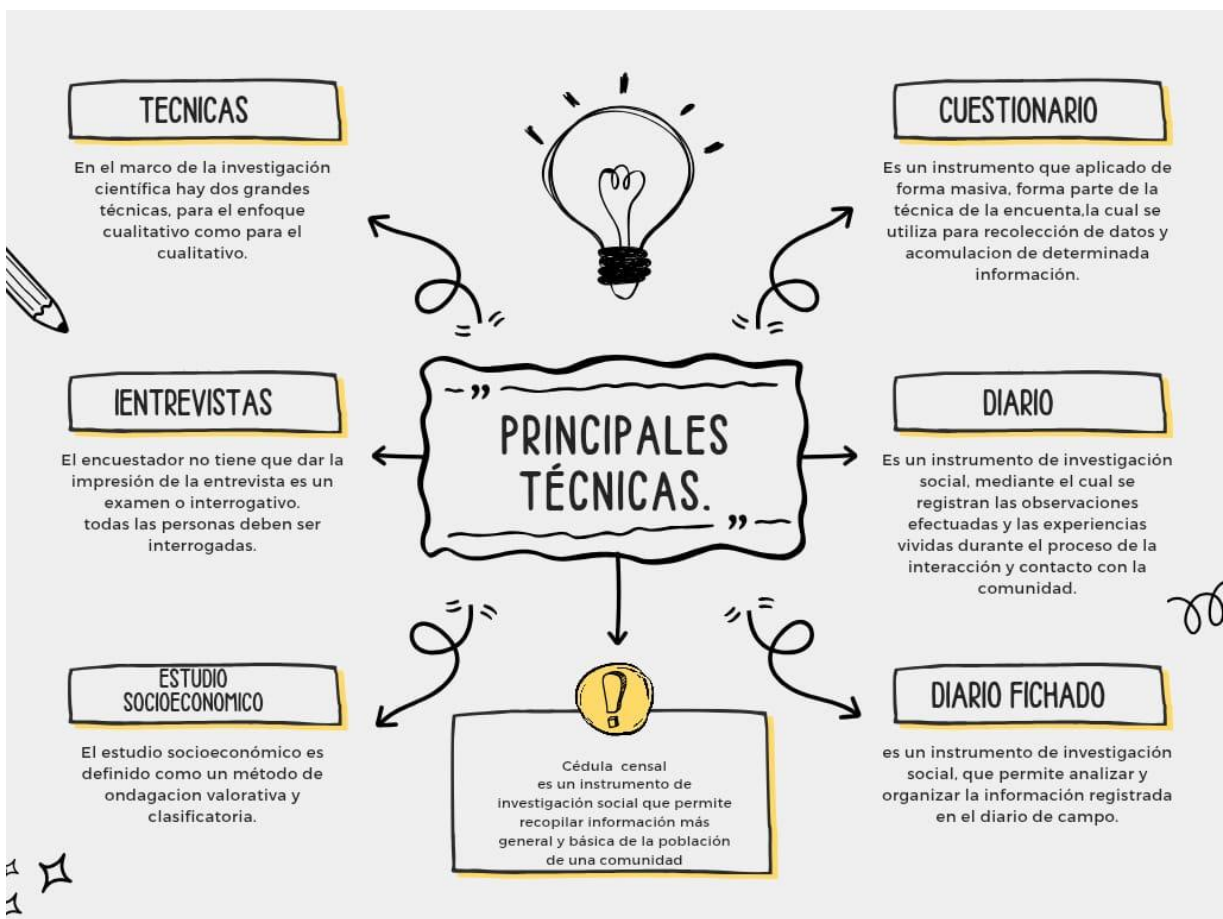 TECNICAS
En el marco de la investigación
científica hay dos grandes
técnicas, para el enfoque
cualitativo como para el
cualitativo.
CUESTIONARIO
Es un instrumento que aplicado de
forma masiva, forma parte de la
técnica de la encuenta,la cual se
utiliza para recolección de datos y
acomulacion de determinada
información.
IENTREVISTAS
El encuestador no tiene que dar la
impresión de la entrevista es un
examen o interrogativo.
todas las personas deben ser
interrogadas.
PRINCIPALES
TÉCNICAS.
DIARIO
Es un instrumento de investigación
social, mediante el cual se
registran las observaciones
efectuadas y las experiencias
vividas durante el proceso de la
interacción y contacto con la
comunidad.
ESTUDIO
SOCIOECONOMICO
El estudio socioeconómico es
definido como un método de
ondagacion valorativa y
clasificatoria.
Cédula censal
es un instrumento de
investigación social que permite
recopilar información más
general y básica de la población
de una comunidad
DIARIO FICHADO
es un instrumento de investigación
social, que permite analizar y
organizar la información registrada
en el diario de campo.